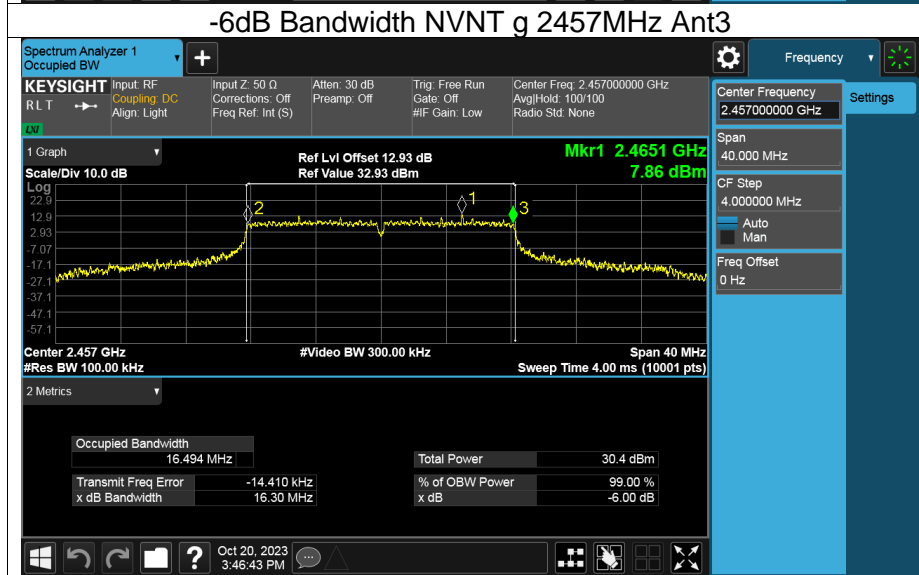 -6dB Bandwidth NVNT g 2457MHz Ant3
Spectrum Analyzer 1
Occupied BW
+
Frequency
KEYSIGHT
RLT
LXI
Input: RF
Coupling: DC
Align: Light
Input Z: 50 Ω
Corrections: Off
Freq Ref: Int (S)
Atten: 30 dB
Preamp: Off
Trig: Free Run
Gate: Off
#IF Gain: Low
Center Freq: 2.457000000 GHz
Avg|Hold: 100/100
Radio Std: None
Center Frequency
2.457000000 GHz
Settings
Span
40.000 MHz
CF Step
4.000000 MHz
Auto
Man
Freq Offset
0 Hz
1 Graph
Scale/Div 10.0 dB
Ref Lvl Offset 12.93 dB
Ref Value 32.93 dBm
Mkr1 2.4651 GHz
7.86 dBm
Log
22.9
12.9
2.93
-7.07
-17.1
-27.1
-37.1
-47.1
-57.1
2
1
3
Center 2.457 GHz
#Res BW 100.00 kHz
#Video BW 300.00 kHz
Span 40 MHz
Sweep Time 4.00 ms (10001 pts)
2 Metrics
Occupied Bandwidth
16.494 MHz
Total Power 30.4 dBm
Transmit Freq Error -14.410 kHz
% of OBW Power 99.00 %
x dB Bandwidth 16.30 MHz
x dB -6.00 dB
?
Oct 20, 2023
3:46:43 PM